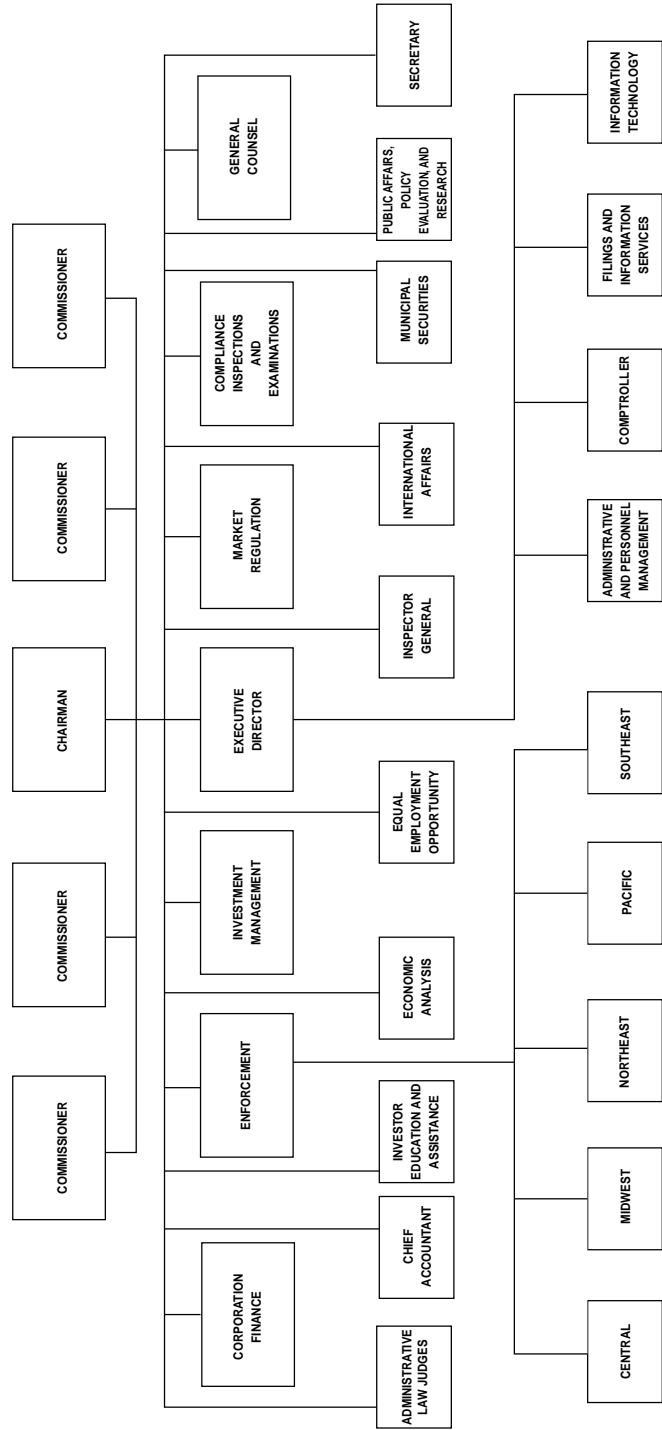 COMMISSIONER
COMMISSIONER
CHAIRMAN
COMMISSIONER
COMMISSIONER
CORPORATION
FINANCE
ENFORCEMENT
INVESTMENT
MANAGEMENT
EXECUTIVE
DIRECTOR
MARKET
REGULATION
COMPLIANCE
INSPECTIONS
AND
EXAMINATIONS
GENERAL
COUNSEL
ADMINISTRATIVE
LAW JUDGES
CHIEF
ACCOUNTANT
INVESTOR
EDUCATION AND
ASSISTANCE
ECONOMIC
ANALYSIS
EQUAL
EMPLOYMENT
OPPORTUNITY
INSPECTOR
GENERAL
INTERNATIONAL
AFFAIRS
MUNICIPAL
SECURITIES
PUBLIC AFFAIRS,
POLICY
EVALUATION, AND
RESEARCH
SECRETARY
CENTRAL
MIDWEST
NORTHEAST
PACIFIC
SOUTHEAST
ADMINISTRATIVE
AND PERSONNEL
MANAGEMENT
COMPTROLLER
FILINGS AND
INFORMATION
SERVICES
INFORMATION
TECHNOLOGY